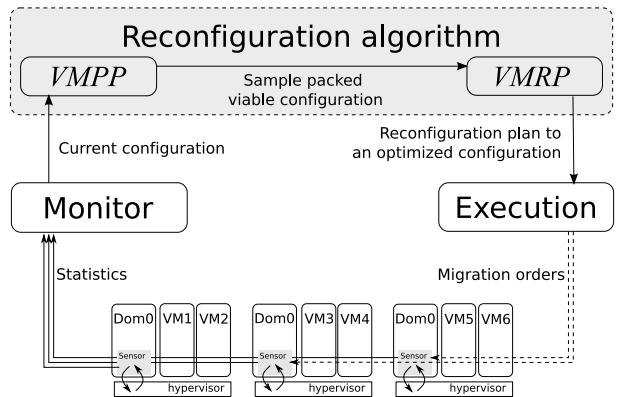 Reconfiguration algorithm
VMPP
VMRP
Sample packed
viable configuration
Current configuration
Reconfiguration plan to
an optimized configuration
Monitor
Execution
Statistics
Migration orders
Dom0 VM1 VM2 Dom0 VM3 VM4 Dom0 VM5 VM6
Sensor Sensor Sensor
hypervisor hypervisor hypervisor